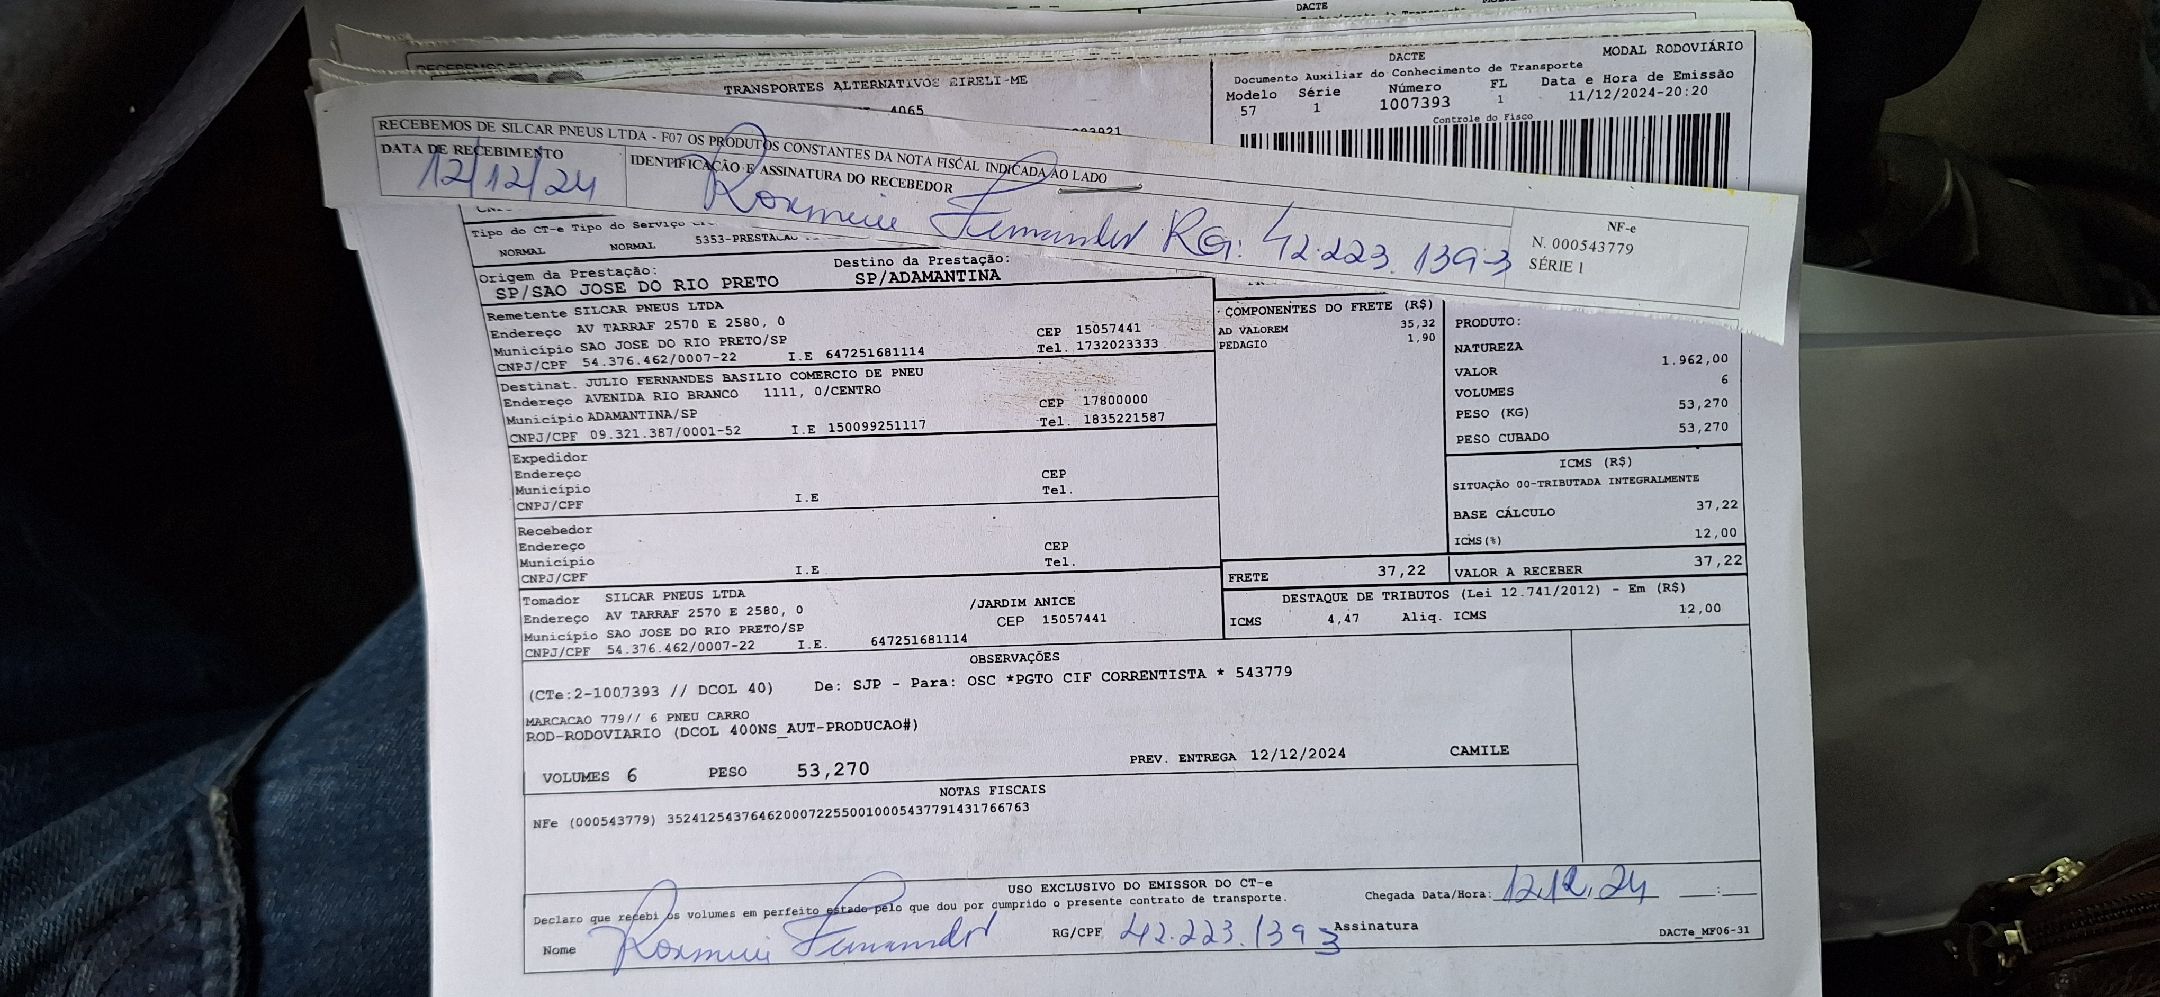 DACTE
TRANSPORTES ALTERNATIVOS EIRELI-ME
4065
DACTE
MODAL RODOVIÁRIO
Documento Auxiliar do Conhecimento de Transporte
Modelo Série Número FL Data e Hora de Emissão
57 1 1007393 1 11/12/2024-20:20
Controle do Fisco
RECEBEMOS DE SILCAR PNEUS LTDA - F07 OS PRODUTOS CONSTANTES DA NOTA FISCAL INDICADA AO LADO
DATA DE RECEBIMENTO
12/12/24
IDENTIFICAÇÃO E ASSINATURA DO RECEBEDOR
Rosimeire Fernandes RG: 42.223.139-3
NF-e
N. 000543779
SÉRIE 1
Tipo do CT-e Tipo do Serviço
NORMAL NORMAL 5353-PRESTACAO
Origem da Prestação: Destino da Prestação:
SP/SAO JOSE DO RIO PRETO SP/ADAMANTINA
Remetente SILCAR PNEUS LTDA
Endereço AV TARRAF 2570 E 2580, 0 CEP 15057441
Município SAO JOSE DO RIO PRETO/SP Tel. 1732023333
CNPJ/CPF 54.376.462/0007-22 I.E 647251681114
Destinat. JULIO FERNANDES BASILIO COMERCIO DE PNEU
Endereço AVENIDA RIO BRANCO 1111, 0/CENTRO CEP 17800000
Município ADAMANTINA/SP Tel. 1835221587
CNPJ/CPF 09.321.387/0001-52 I.E 150099251117
Expedidor
Endereço CEP
Município Tel.
CNPJ/CPF I.E
Recebedor
Endereço CEP
Município Tel.
CNPJ/CPF I.E
Tomador SILCAR PNEUS LTDA
Endereço AV TARRAF 2570 E 2580, 0 /JARDIM ANICE
Município SAO JOSE DO RIO PRETO/SP CEP 15057441
CNPJ/CPF 54.376.462/0007-22 I.E. 647251681114
COMPONENTES DO FRETE (R$)
AD VALOREM 35,32
PEDAGIO 1,90
FRETE 37,22
PRODUTO:
NATUREZA
VALOR 1.962,00
VOLUMES 6
PESO (KG) 53,270
PESO CUBADO 53,270
ICMS (R$)
SITUAÇÃO 00-TRIBUTADA INTEGRALMENTE
BASE CÁLCULO 37,22
ICMS(%) 12,00
VALOR A RECEBER 37,22
DESTAQUE DE TRIBUTOS (Lei 12.741/2012) - Em (R$)
ICMS 4,47 Aliq. ICMS 12,00
OBSERVAÇÕES
(CTe:2-1007393 // DCOL 40) De: SJP - Para: OSC *PGTO CIF CORRENTISTA * 543779
MARCACAO 779// 6 PNEU CARRO
ROD-RODOVIARIO (DCOL 400NS_AUT-PRODUCAO#)
VOLUMES 6 PESO 53,270 PREV. ENTREGA 12/12/2024 CAMILE
NOTAS FISCAIS
NFe (000543779) 35241254376462000722550010005437791431766763
USO EXCLUSIVO DO EMISSOR DO CT-e
Declaro que recebi os volumes em perfeito estado pelo que dou por cumprido o presente contrato de transporte.
Chegada Data/Hora: 12.12.24 __:__
Nome Rosimeire Fernandes RG/CPF 42.223.139 3 Assinatura
DACTe_MF06-31